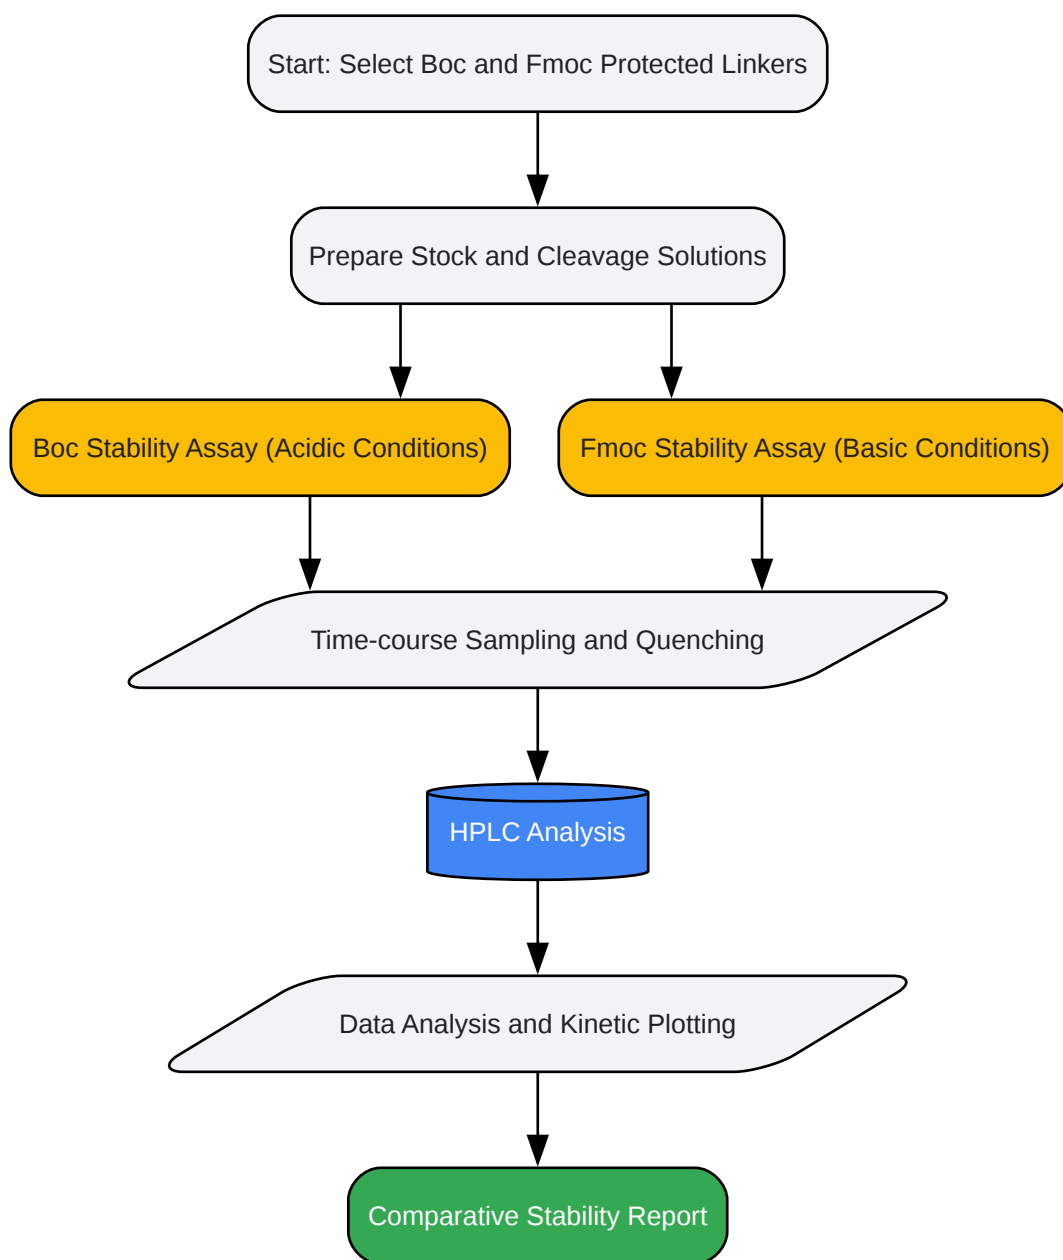 Start: Select Boc and Fmoc Protected Linkers
Prepare Stock and Cleavage Solutions
Boc Stability Assay (Acidic Conditions)
Fmoc Stability Assay (Basic Conditions)
Time-course Sampling and Quenching
HPLC Analysis
Data Analysis and Kinetic Plotting
Comparative Stability Report